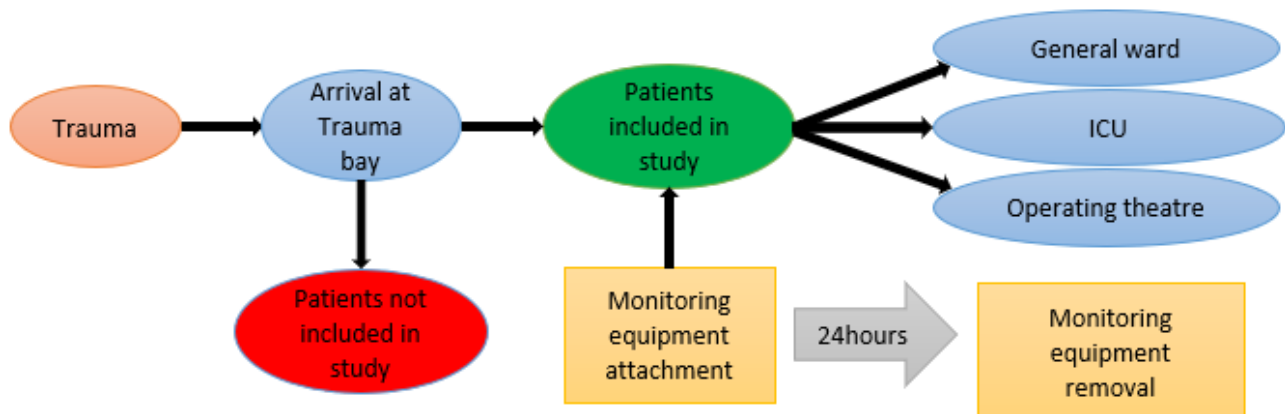 Trauma
Arrival at
Trauma
bay
Patients
included in
study
General ward
ICU
Operating theatre
Patients not
included in
study
Monitoring
equipment
attachment
24hours
Monitoring
equipment
removal